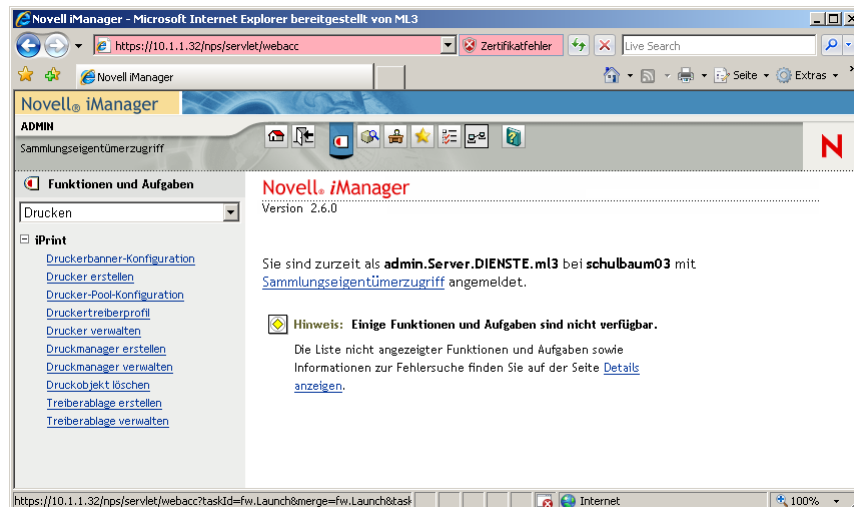 Novell iManager - Microsoft Internet Explorer bereitgestellt von ML3
https://10.1.1.32/nps/servlet/webacc
Zertifikatfehler
Live Search
Novell iManager
Seite
Extras
Novell® iManager
ADMIN
Sammlungseigentümerzugriff
N
Funktionen und Aufgaben
Drucken
iPrint
Druckerbanner-Konfiguration
Drucker erstellen
Drucker-Pool-Konfiguration
Druckertreiberprofil
Drucker verwalten
Druckmanager erstellen
Druckmanager verwalten
Druckobjekt löschen
Treiberablage erstellen
Treiberablage verwalten
Novell® iManager
Version 2.6.0
Sie sind zurzeit als admin.Server.DIENSTE.ml3 bei schulbaum03 mit
Sammlungseigentümerzugriff angemeldet.
Hinweis: Einige Funktionen und Aufgaben sind nicht verfügbar.
Die Liste nicht angezeigter Funktionen und Aufgaben sowie
Informationen zur Fehlersuche finden Sie auf der Seite Details
anzeigen.
https://10.1.1.32/nps/servlet/webacc?taskId=fw.Launch&merge=fw.Launch&task
Internet
100%